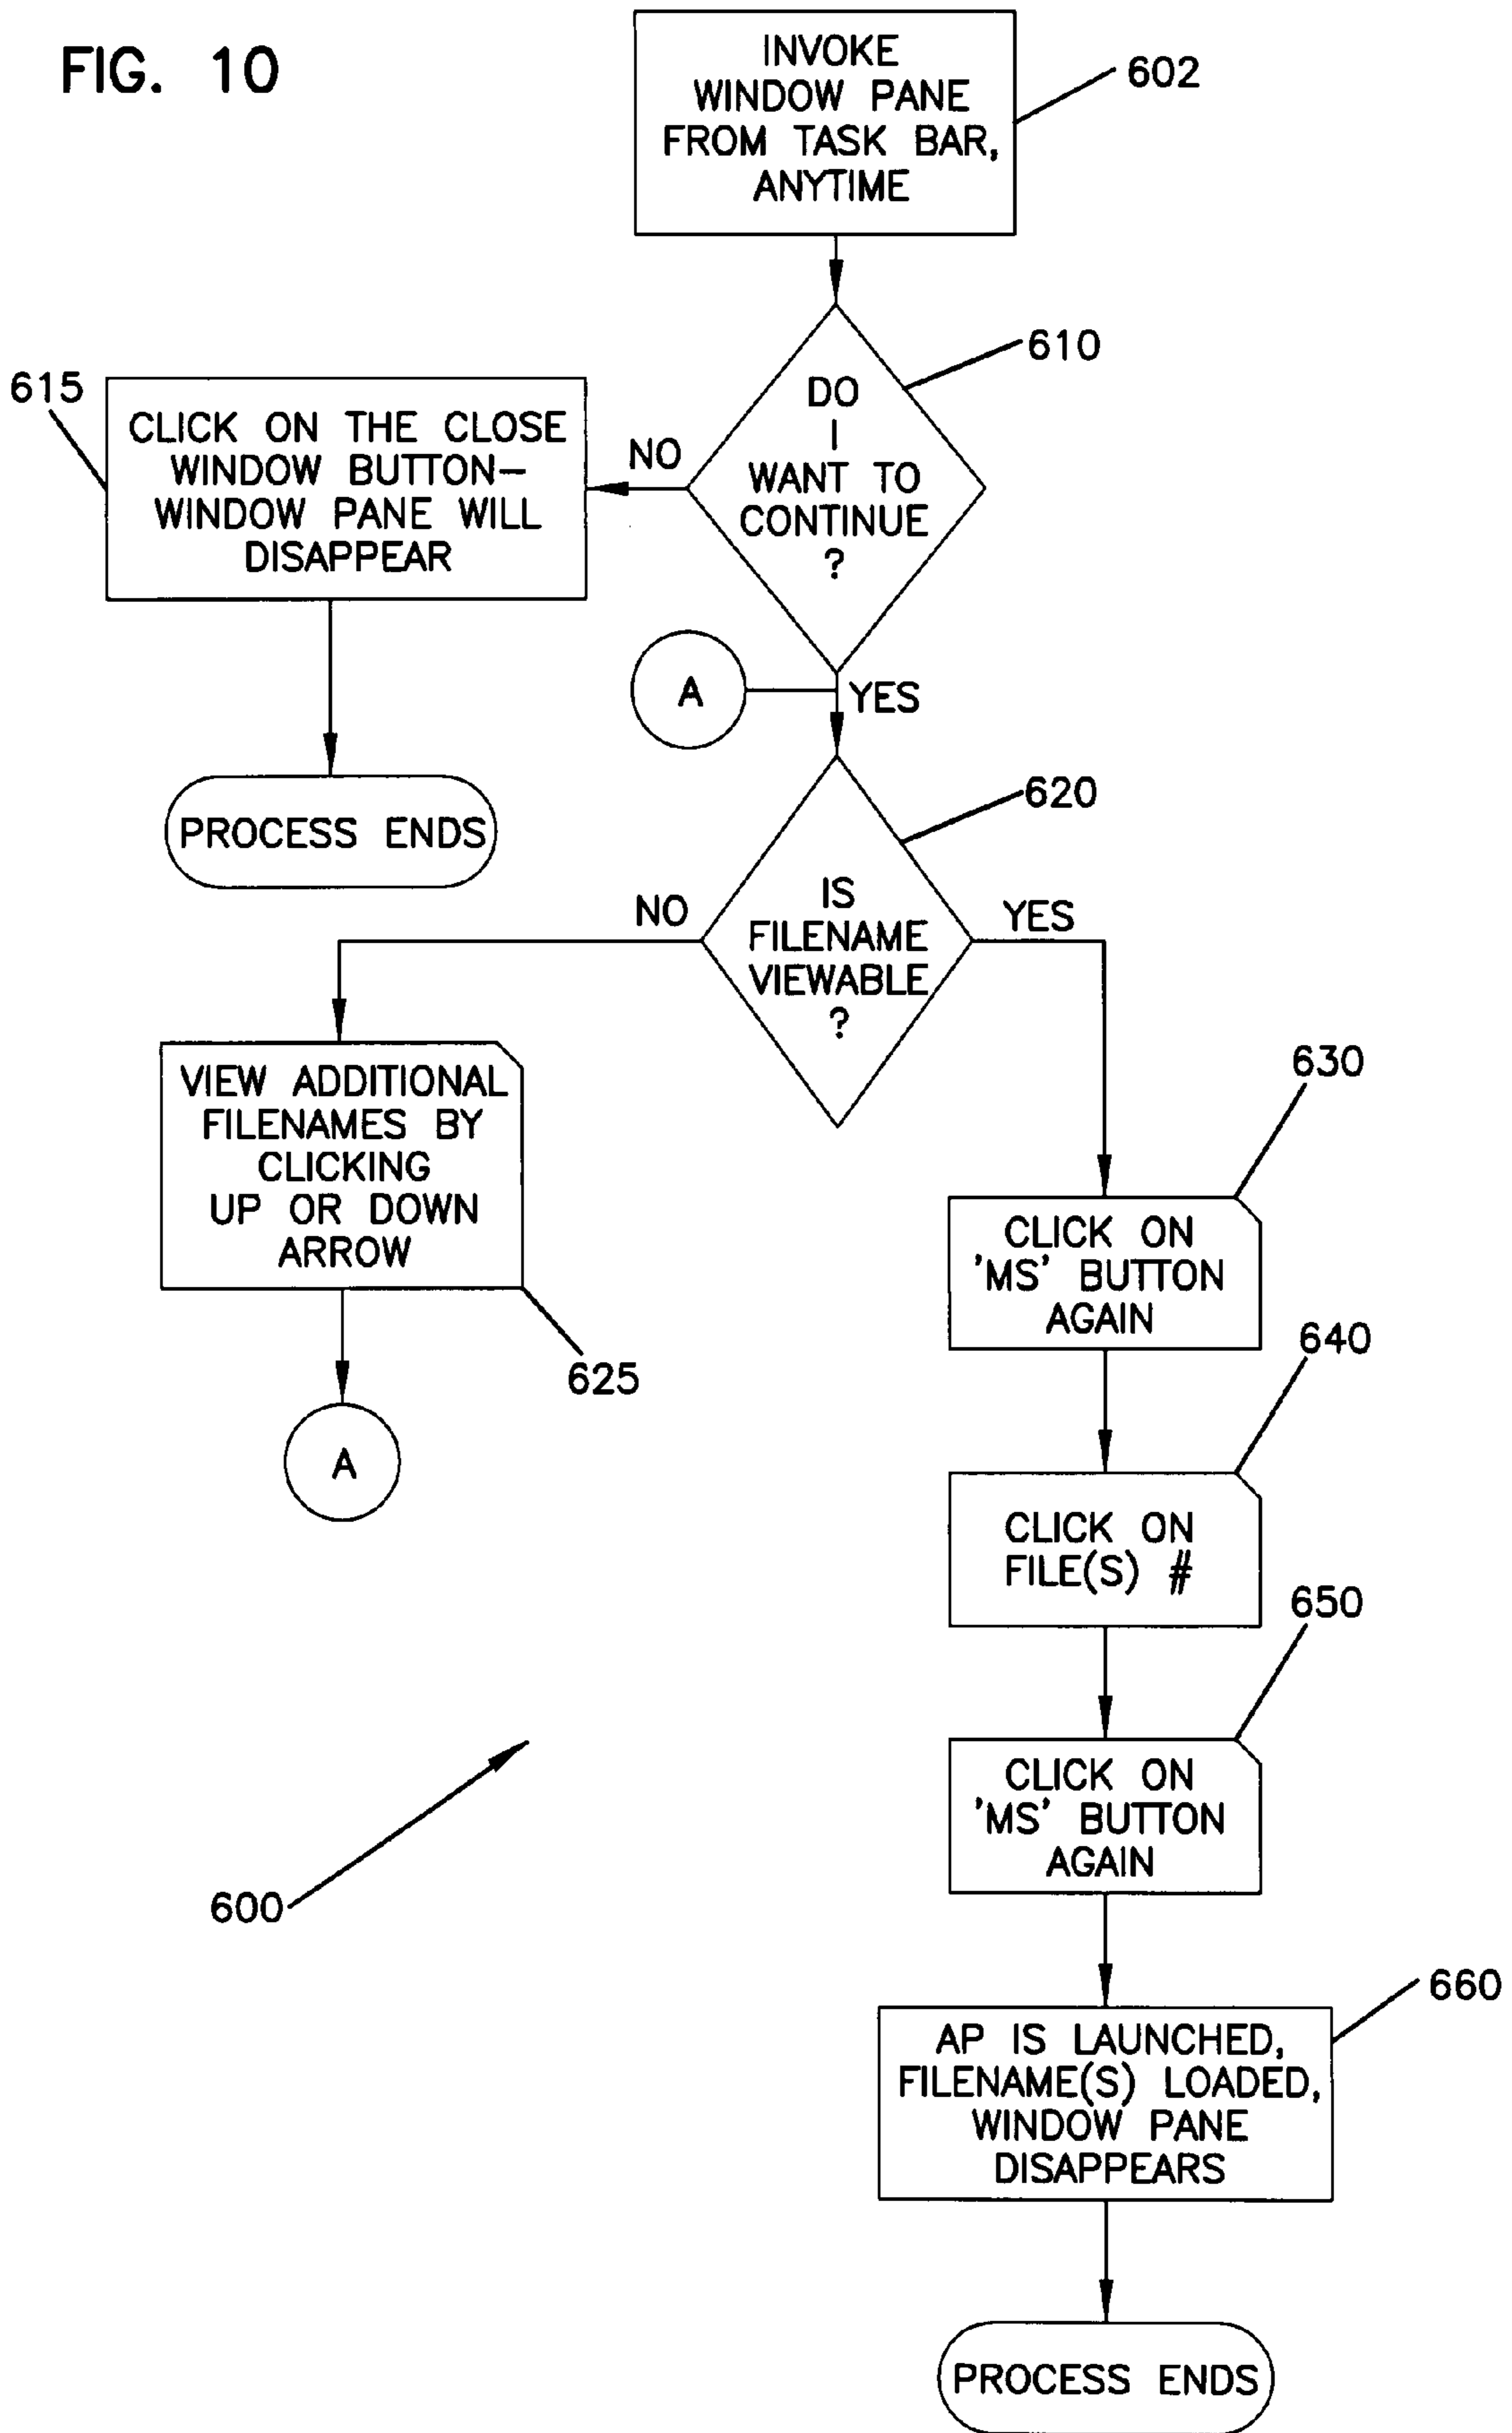 FIG. 10
INVOKE
WINDOW PANE
FROM TASK BAR,
ANYTIME
602
610
DO
I
WANT TO
CONTINUE
?
NO
615
CLICK ON THE CLOSE
WINDOW BUTTON-
WINDOW PANE WILL
DISAPPEAR
A
YES
PROCESS ENDS
620
IS
FILENAME
VIEWABLE
?
NO
YES
VIEW ADDITIONAL
FILENAMES BY
CLICKING
UP OR DOWN
ARROW
625
A
630
CLICK ON
'MS' BUTTON
AGAIN
640
CLICK ON
FILE(S) #
650
CLICK ON
'MS' BUTTON
AGAIN
600
660
AP IS LAUNCHED,
FILENAME(S) LOADED,
WINDOW PANE
DISAPPEARS
PROCESS ENDS